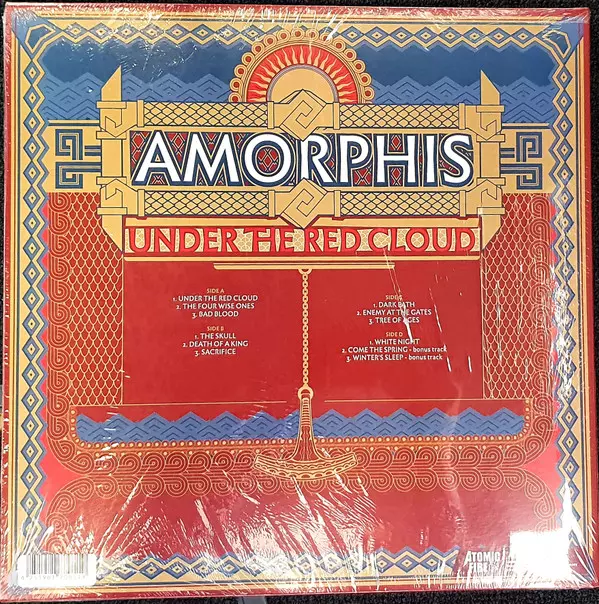 AMORPHIS
UNDER THE RED CLOUD
SIDE A
1. UNDER THE RED CLOUD
2. THE FOUR WISE ONES
3. BAD BLOOD
SIDE B
1. THE SKULL
2. DEATH OF A KING
3. SACRIFICE
SIDE C
1. DARK PATH
2. ENEMY AT THE GATES
3. TREE OF AGES
SIDE D
1. WHITE NIGHT
2. COME THE SPRING - bonus track
3. WINTER'S SLEEP - bonus track
ATOMIC
FIRE